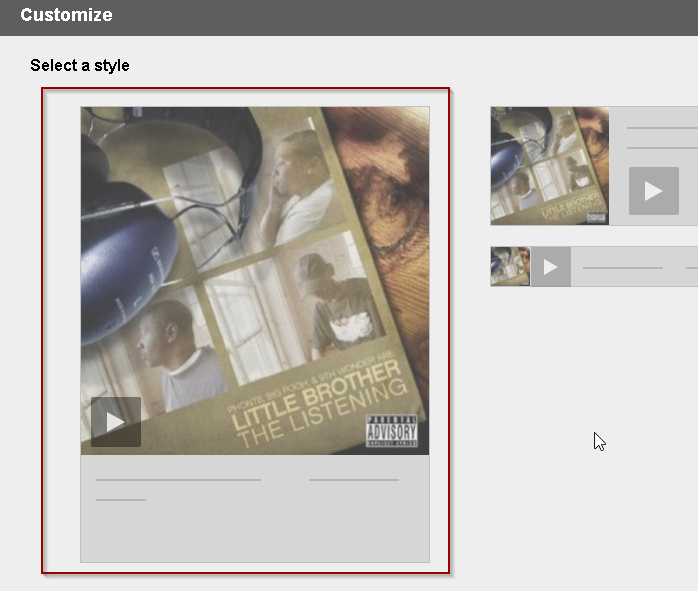 Customize
Select a style
PHONTE, BIG POOH, & 9TH WONDER ARE:
LITTLE BROTHER
THE LISTENING
PARENTAL
ADVISORY
EXPLICIT LYRICS
LITTLE BROTHER
THE LISTENING